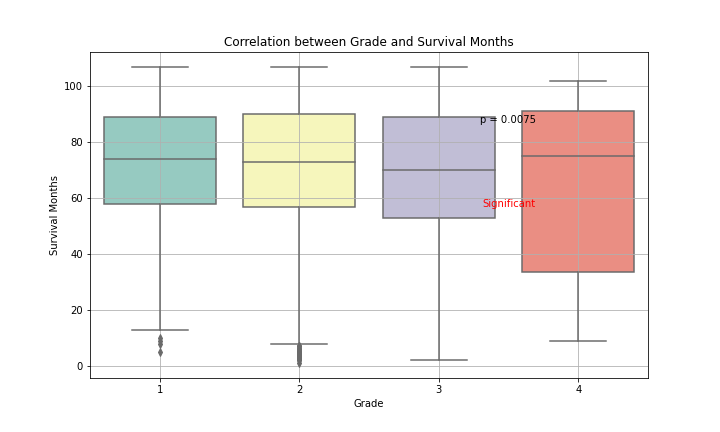 Correlation between Grade and Survival Months
Survival Months
100
80
60
40
20
0
p = 0.0075
Significant
1 2 3 4
Grade